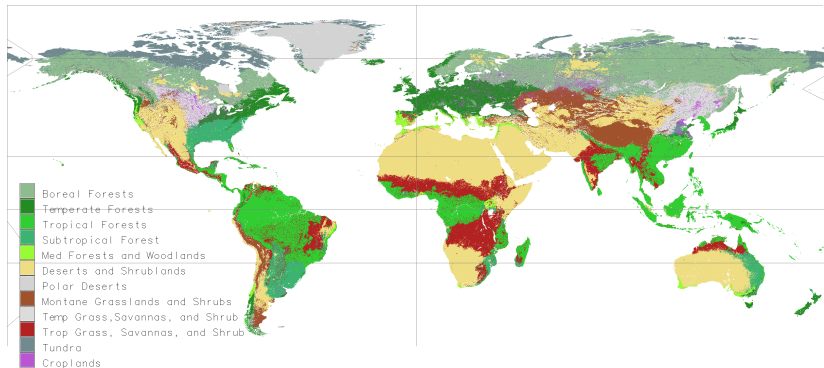 Boreal Forests
Temperate Forests
Tropical Forests
Subtropical Forest
Med Forests and Woodlands
Deserts and Shrublands
Polar Deserts
Montane Grasslands and Shrubs
Temp Grass,Savannas, and Shrub
Trop Grass, Savannas, and Shrub
Tundra
Croplands